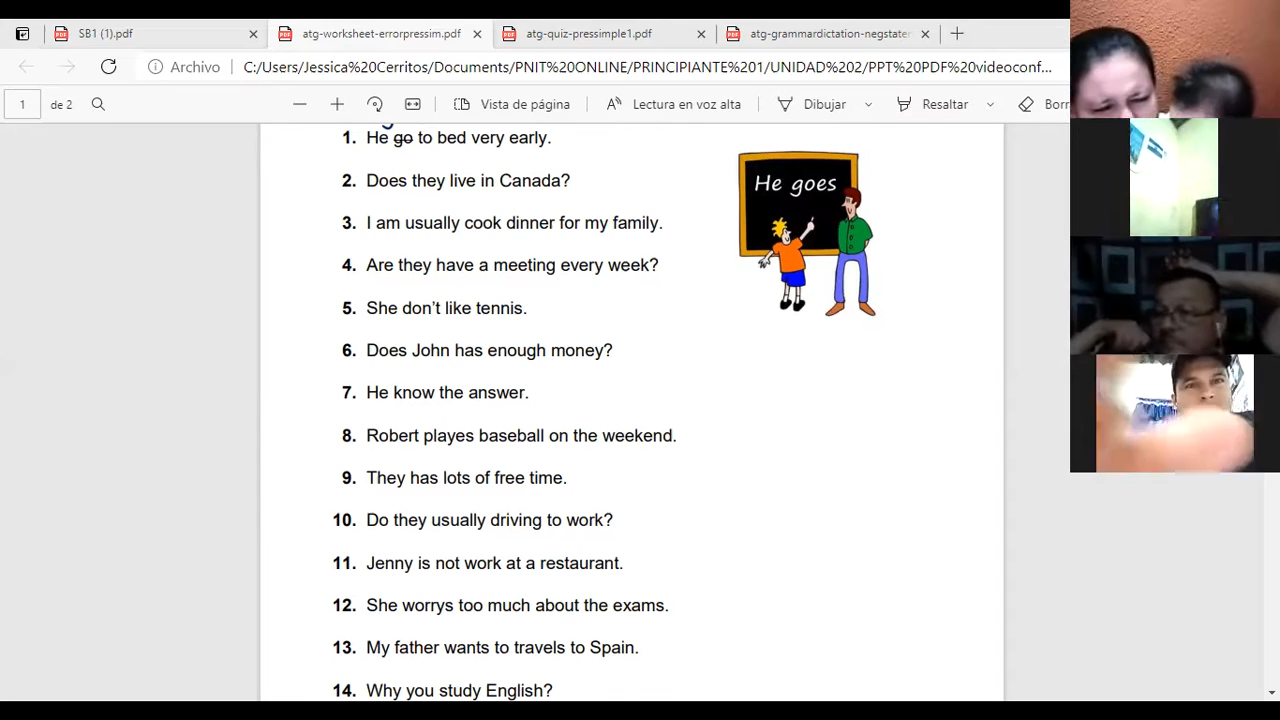 SB1 (1).pdf
atg-worksheet-errorpressim.pdf
atg-quiz-pressimple1.pdf
atg-grammardictation-negstater
Archivo
C:/Users/Jessica%20Cerritos/Documents/PNIT%20ONLINE/PRINCIPIANTE%201/UNIDAD%202/PPT%20PDF%20videoconf...
1
de 2
Vista de página
Lectura en voz alta
Dibujar
Resaltar
Borr
1. He go to bed very early.
He goes
2. Does they live in Canada?
3. I am usually cook dinner for my family.
4. Are they have a meeting every week?
5. She don’t like tennis.
6. Does John has enough money?
7. He know the answer.
8. Robert playes baseball on the weekend.
9. They has lots of free time.
10. Do they usually driving to work?
11. Jenny is not work at a restaurant.
12. She worrys too much about the exams.
13. My father wants to travels to Spain.
14. Why you study English?